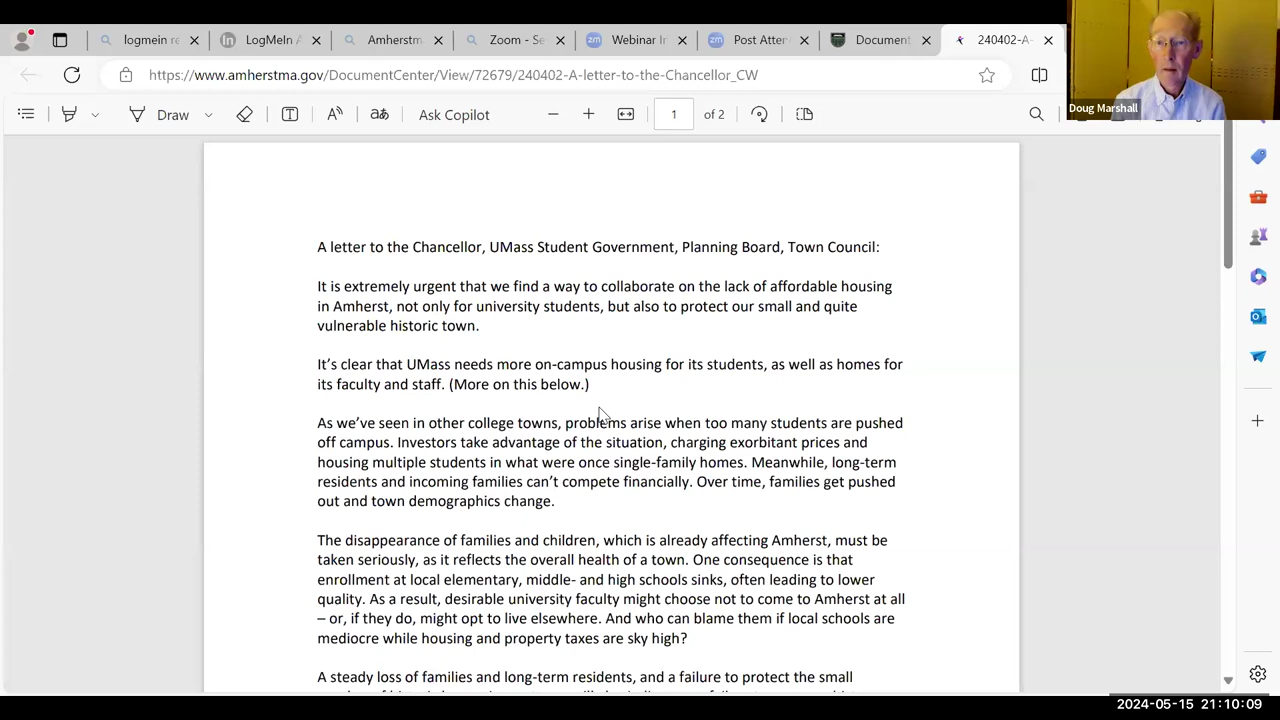 logmein re
LogMeIn A
Amherstma
Zoom - Se
Webinar In
Post Atten
Document
240402-A-
https://www.amherstma.gov/DocumentCenter/View/72679/240402-A-letter-to-the-Chancellor_CW
Doug Marshall
Draw
Ask Copilot
1
of 2
A letter to the Chancellor, UMass Student Government, Planning Board, Town Council:
It is extremely urgent that we find a way to collaborate on the lack of affordable housing
in Amherst, not only for university students, but also to protect our small and quite
vulnerable historic town.
It’s clear that UMass needs more on-campus housing for its students, as well as homes for
its faculty and staff. (More on this below.)
As we’ve seen in other college towns, problems arise when too many students are pushed
off campus. Investors take advantage of the situation, charging exorbitant prices and
housing multiple students in what were once single-family homes. Meanwhile, long-term
residents and incoming families can’t compete financially. Over time, families get pushed
out and town demographics change.
The disappearance of families and children, which is already affecting Amherst, must be
taken seriously, as it reflects the overall health of a town. One consequence is that
enrollment at local elementary, middle- and high schools sinks, often leading to lower
quality. As a result, desirable university faculty might choose not to come to Amherst at all
– or, if they do, might opt to live elsewhere. And who can blame them if local schools are
mediocre while housing and property taxes are sky high?
A steady loss of families and long-term residents, and a failure to protect the small
2024-05-15 21:10:09